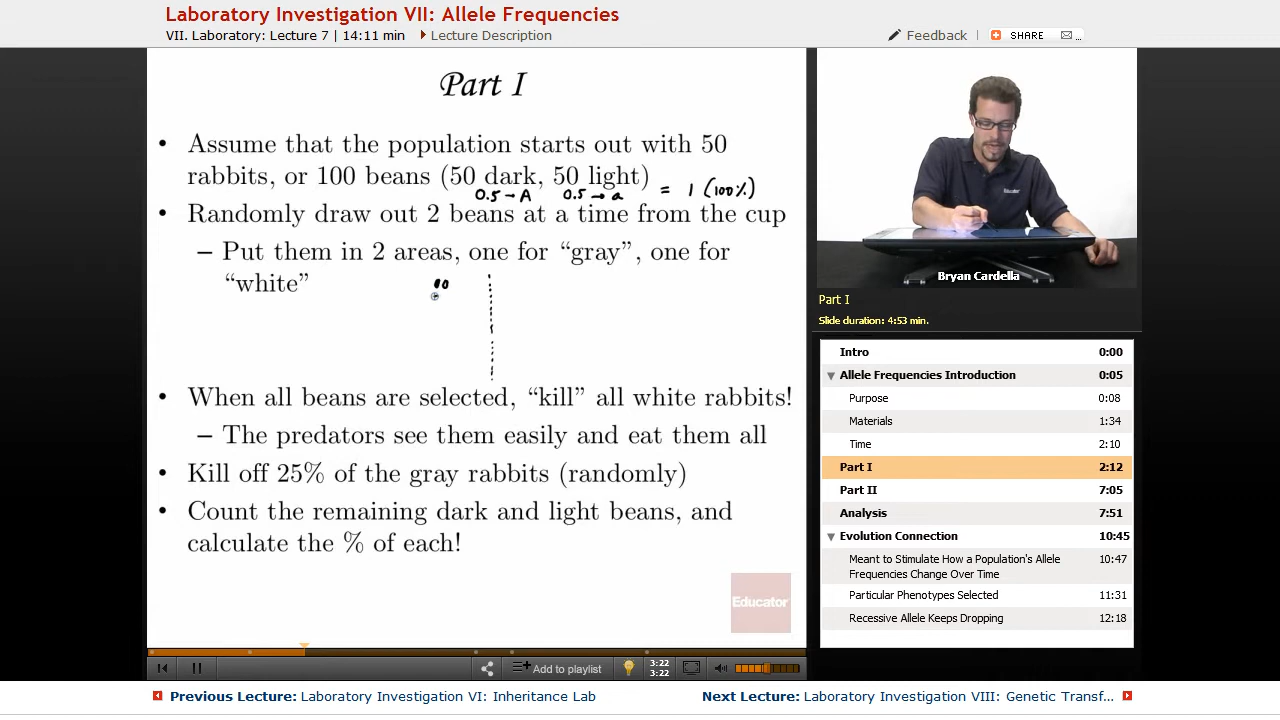 Laboratory Investigation VII: Allele Frequencies
VII. Laboratory: Lecture 7 | 14:11 min
Lecture Description
Feedback
SHARE
Part I
• Assume that the population starts out with 50
rabbits, or 100 beans (50 dark, 50 light)
0.5 → A 0.5 → a = 1 (100%)
• Randomly draw out 2 beans at a time from the cup
– Put them in 2 areas, one for “gray”, one for
“white”
• When all beans are selected, “kill” all white rabbits!
– The predators see them easily and eat them all
• Kill off 25% of the gray rabbits (randomly)
• Count the remaining dark and light beans, and
calculate the % of each!
Educator
Bryan Cardella
Part I
Slide duration: 4:53 min.
Intro 0:00
Allele Frequencies Introduction 0:05
Purpose 0:08
Materials 1:34
Time 2:10
Part I 2:12
Part II 7:05
Analysis 7:51
Evolution Connection 10:45
Meant to Stimulate How a Population's Allele 10:47
Frequencies Change Over Time
Particular Phenotypes Selected 11:31
Recessive Allele Keeps Dropping 12:18
Add to playlist
3:22
3:22
Previous Lecture: Laboratory Investigation VI: Inheritance Lab
Next Lecture: Laboratory Investigation VIII: Genetic Transf...